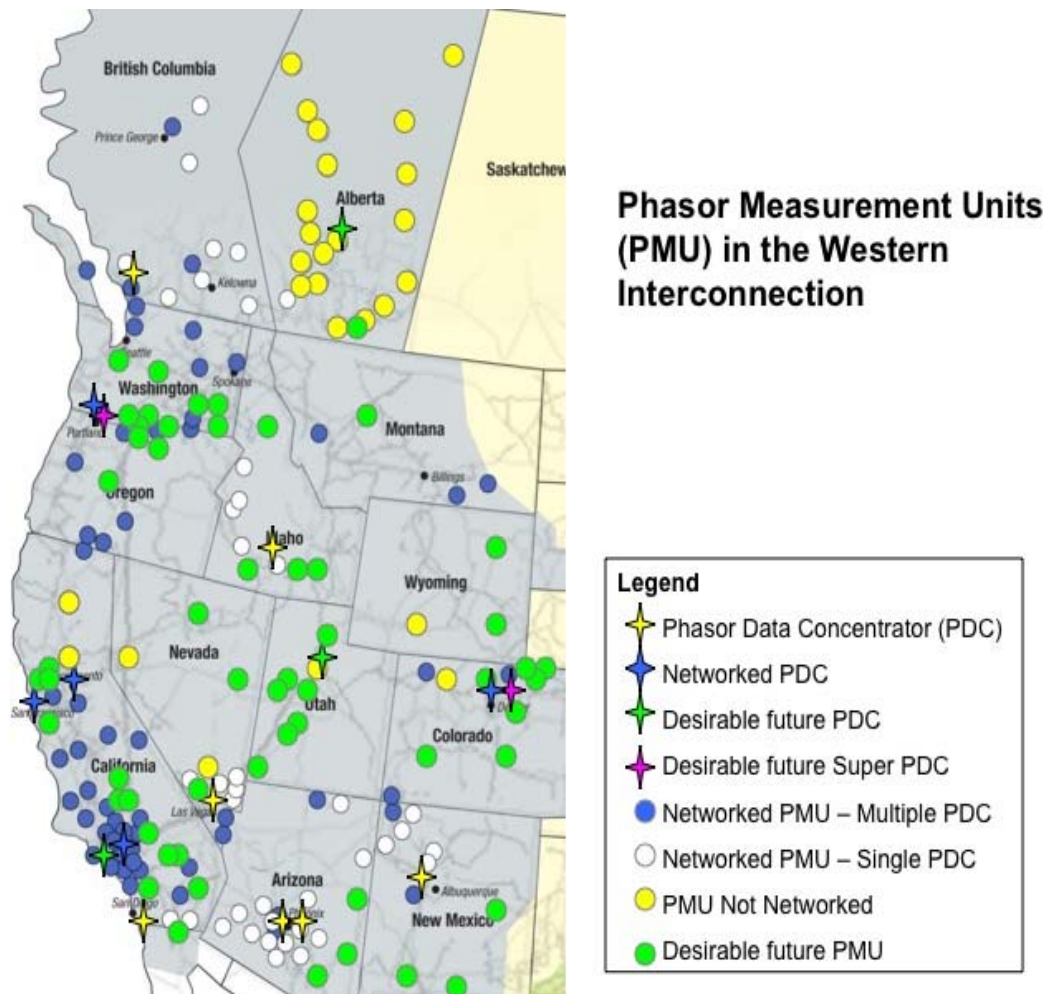 British Columbia
Prince George
Saskatchew
Alberta
Phasor Measurement Units
(PMU) in the Western
Interconnection
Kelowna
Seattle
Washington
Spokane
Portland
Montana
Billings
Oregon
Idaho
Wyoming
Nevada
Utah
Colorado
California
Las Vegas
Arizona
Albuquerque
San Diego
Phoenix
New Mexico
Legend
Phasor Data Concentrator (PDC)
Networked PDC
Desirable future PDC
Desirable future Super PDC
Networked PMU – Multiple PDC
Networked PMU – Single PDC
PMU Not Networked
Desirable future PMU